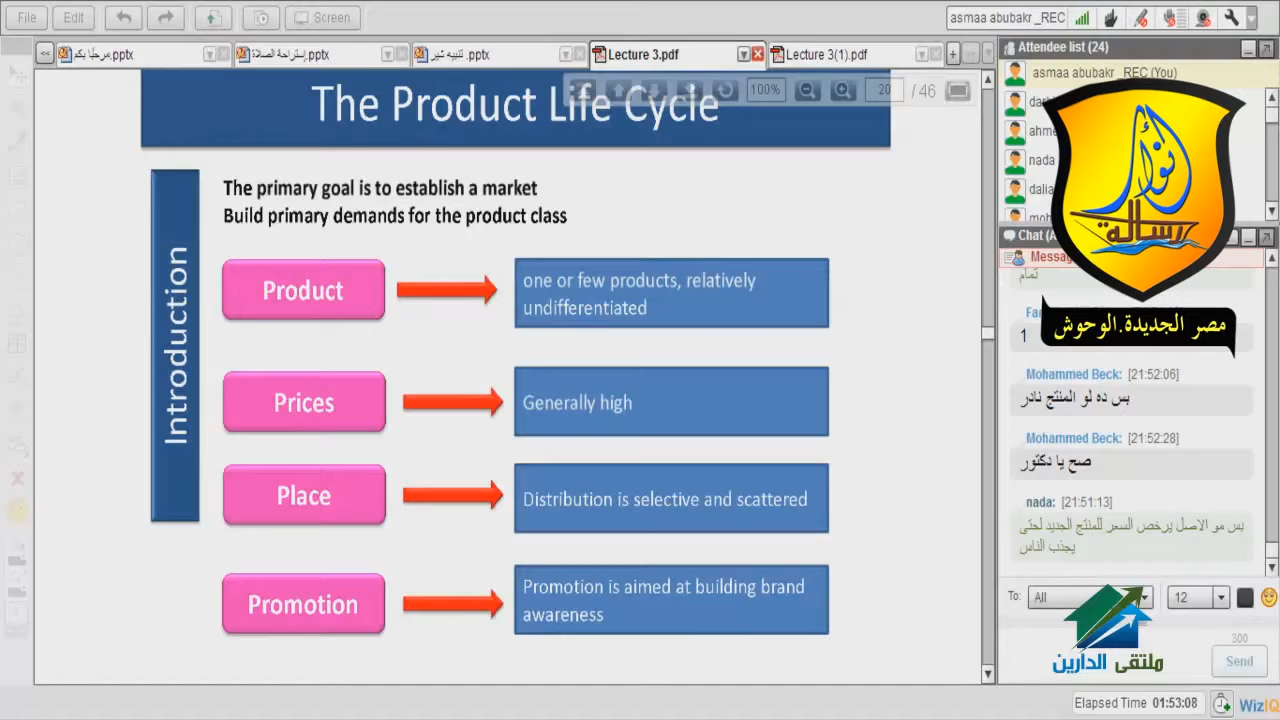 File
Edit
Screen
asmaa abubakr _REC
مرحبا بكم.pptx
إستراحة الصلاة.pptx
.pptx
Lecture 3.pdf
Lecture 3(1).pdf
100%
20
/ 46
The Product Life Cycle
Introduction
The primary goal is to establish a market
Build primary demands for the product class
Product
one or few products, relatively
undifferentiated
Prices
Generally high
Place
Distribution is selective and scattered
Promotion
Promotion is aimed at building brand
awareness
Attendee list (24)
asmaa abubakr _REC (You)
nada
dalia
أنوار
رسالة
مصر الجديدة.الوحوش
Chat (A
Messag
تمام
1
Mohammed Beck: [21:52:06]
بس ده لو المنتج نادر
Mohammed Beck: [21:52:28]
صح يا دكتور
nada: [21:51:13]
بس مو الاصل يرخص السعر للمنتج الجديد لحتى
يجذب الناس
To:
All
12
ملتقى الدارين
300
Send
Elapsed Time 01:53:08
WizIQ